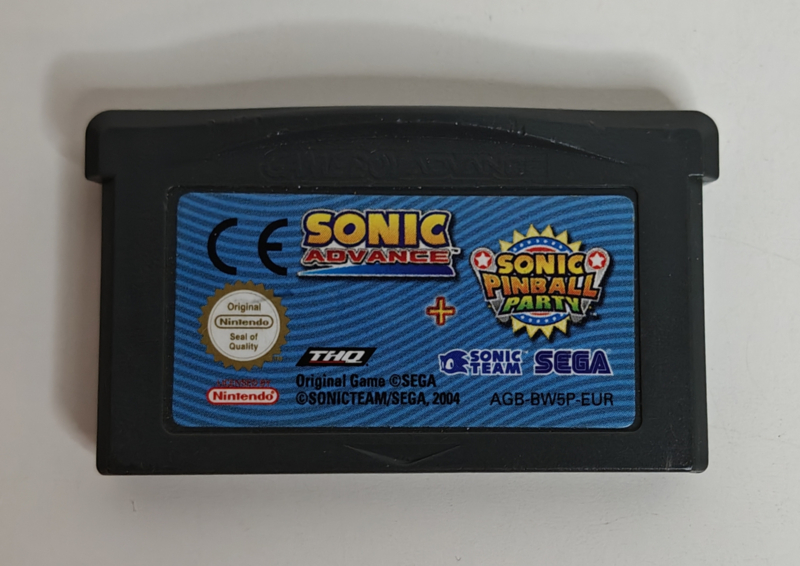 GAME BOY ADVANCE
CE
SONIC
ADVANCE™
+
SONIC
PINBALL
PARTY
Original
Nintendo
Seal of
Quality
Nintendo
THQ
Original Game ©SEGA
©SONICTEAM/SEGA, 2004
SONIC
TEAM
SEGA
AGB-BW5P-EUR